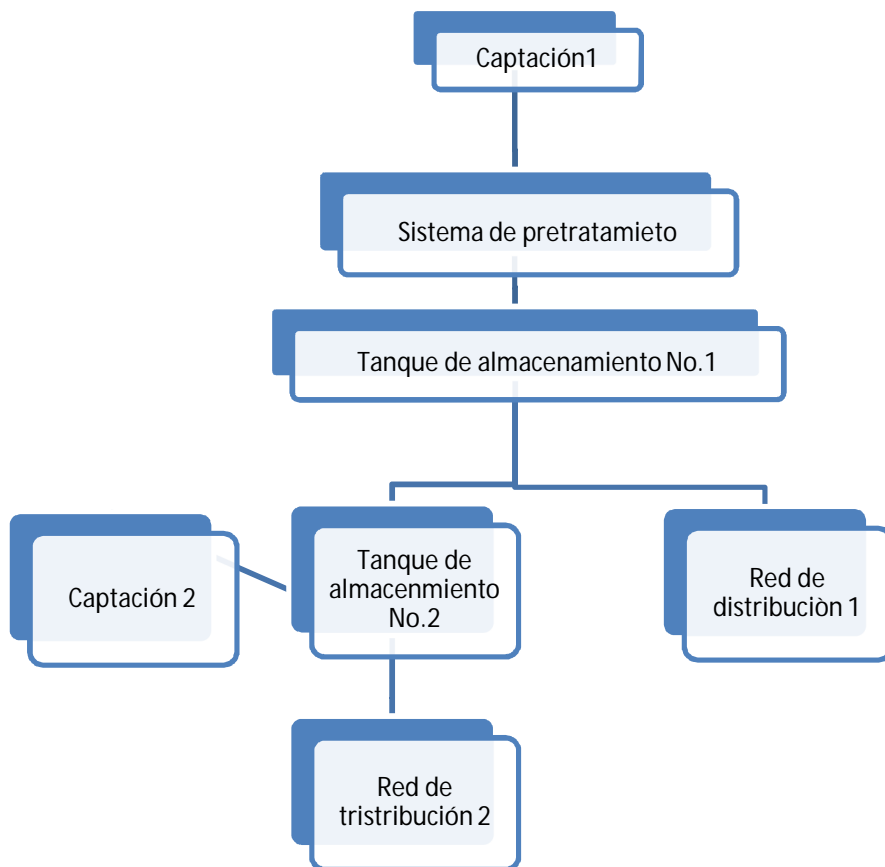 Captación1
Sistema de pretratamieto
Tanque de almacenamiento No.1
Captación 2
Tanque de
almacenmiento
No.2
Red de
distribuciòn 1
Red de
tristribución 2